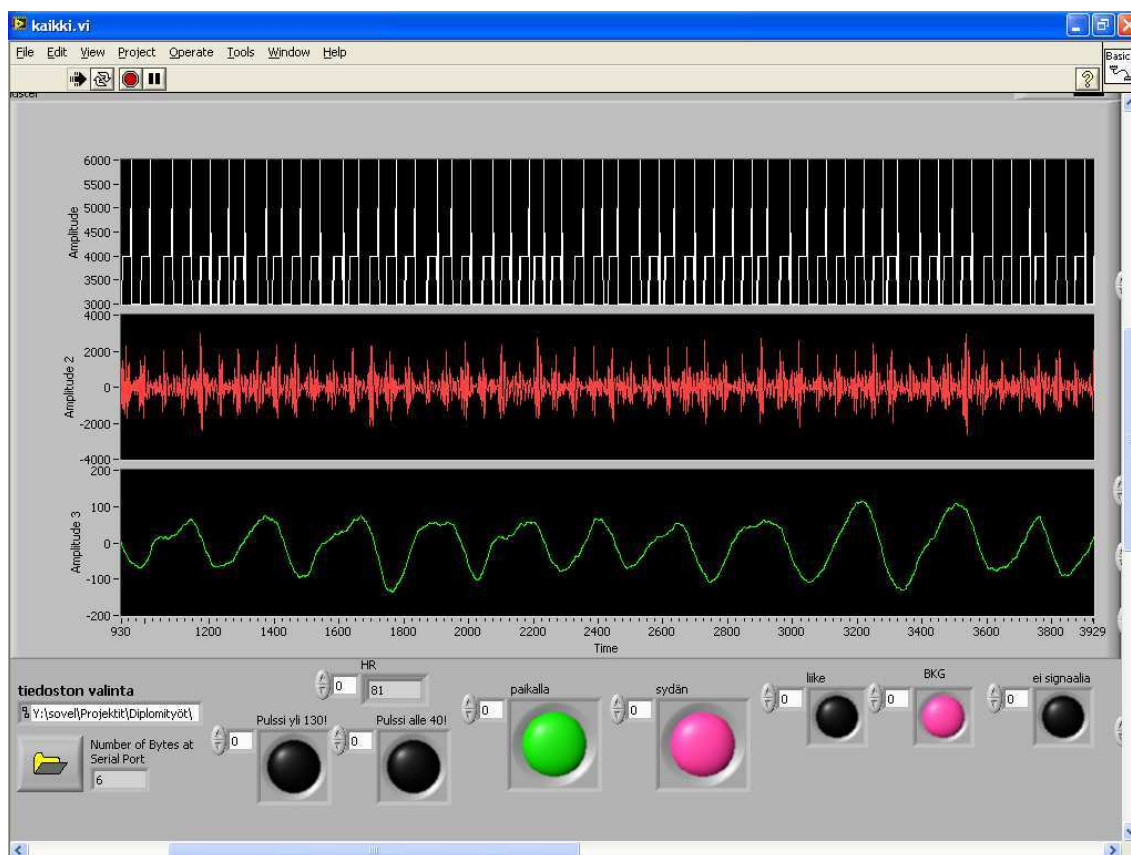 kaikki.vi
File Edit View Project Operate Tools Window Help
Basic
?
6000
5500
5000
4500
4000
3500
3000
Amplitude
4000
2000
0
-2000
-4000
Amplitude 2
200
100
0
-100
-200
Amplitude 3
930 1200 1400 1600 1800 2000 2200 2400 2600 2800 3000 3200 3400 3600 3800 3929
Time
tiedoston valinta
Y:\sovel\Projektit\Diplomityöt\
Number of Bytes at
Serial Port
6
HR
0 81
Pulssi yli 130!
0
Pulssi alle 40!
0
paikalla
0
sydän
0
liike
0
BKG
0
ei signaalia
0